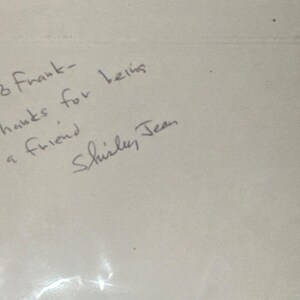 o Frank-
hanks for being
a friend
Shirley Jean